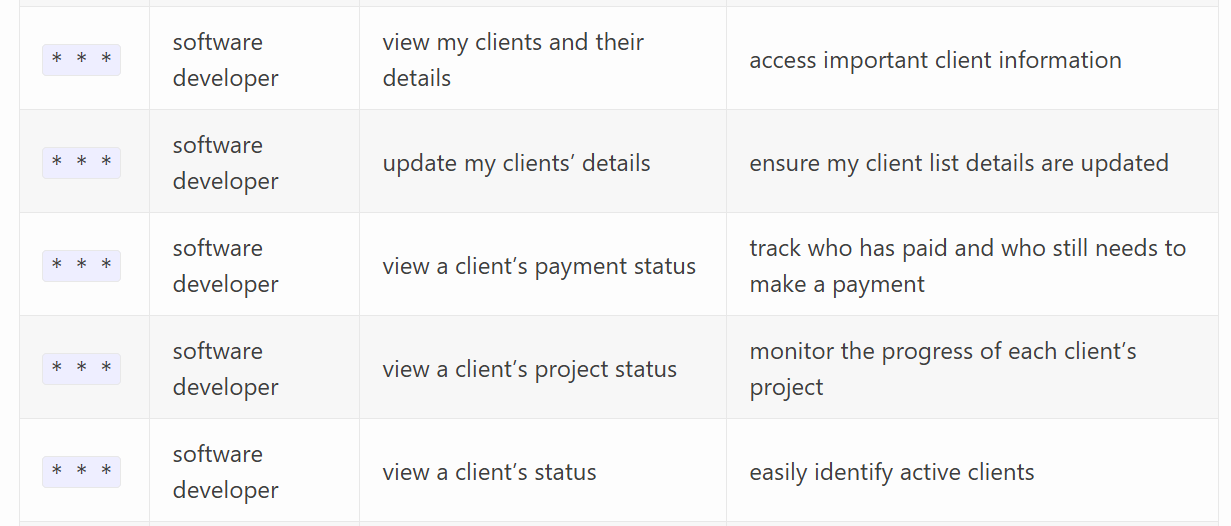 * * *
software
developer
view my clients and their
details
access important client information
* * *
software
developer
update my clients’ details
ensure my client list details are updated
* * *
software
developer
view a client’s payment status
track who has paid and who still needs to
make a payment
* * *
software
developer
view a client’s project status
monitor the progress of each client’s
project
* * *
software
developer
view a client’s status
easily identify active clients